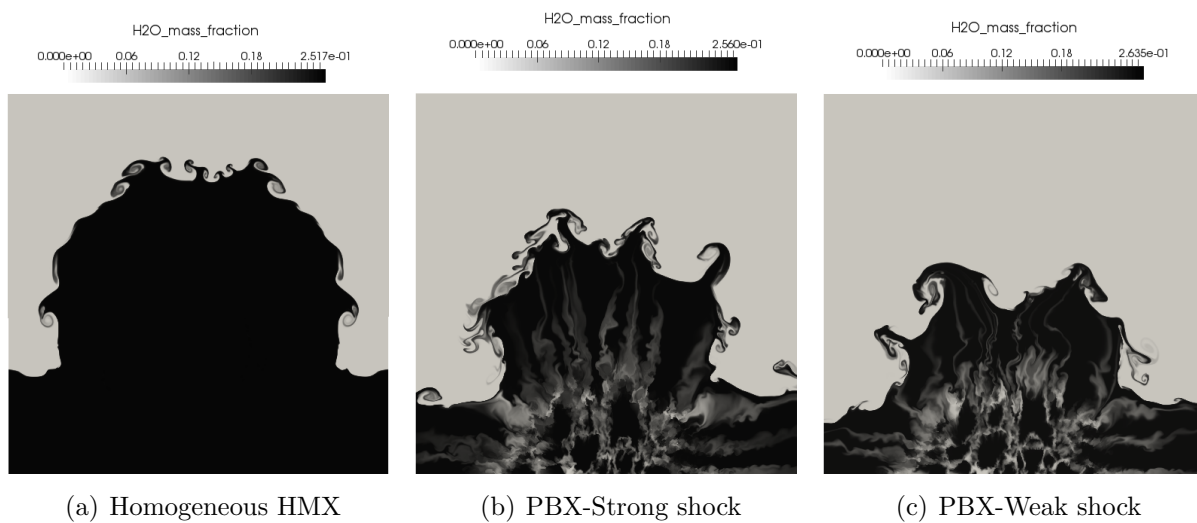 H2O_mass_fraction
0.000e+00 0.06 0.12 0.18 2.517e-01
H2O_mass_fraction
0.000e+00 0.06 0.12 0.18 2.560e-01
H2O_mass_fraction
0.000e+00 0.06 0.12 0.18 2.635e-01
(a) Homogeneous HMX
(b) PBX-Strong shock
(c) PBX-Weak shock